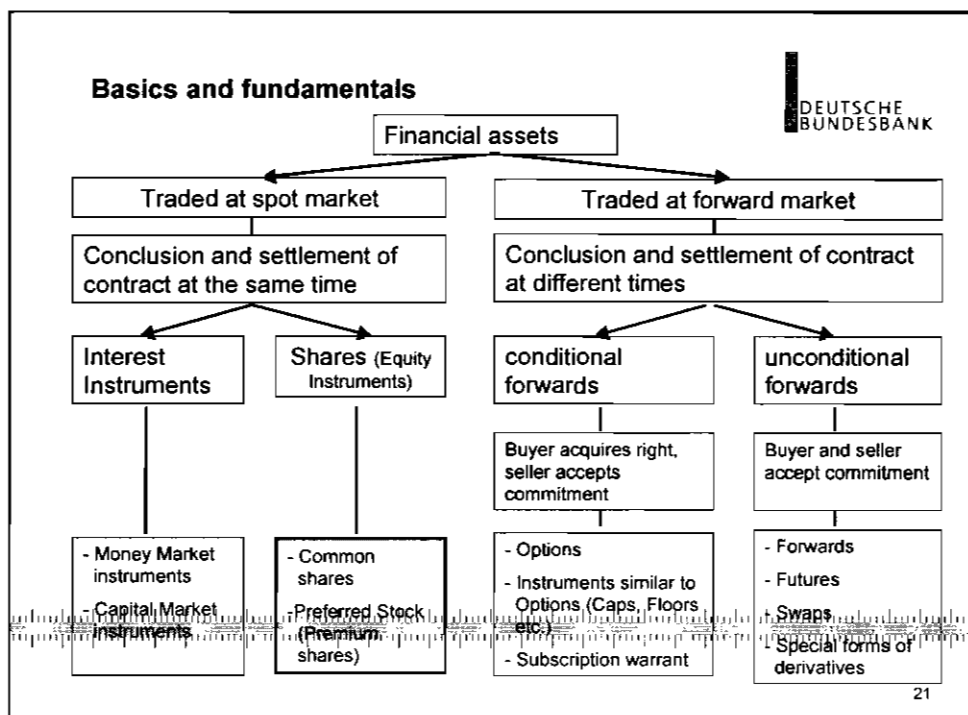 Basics and fundamentals
DEUTSCHE
BUNDESBANK
Financial assets
Traded at spot market
Traded at forward market
Conclusion and settlement of
contract at the same time
Conclusion and settlement of contract
at different times
Interest
Instruments
Shares (Equity
Instruments)
conditional
forwards
unconditional
forwards
Buyer acquires right,
seller accepts
commitment
Buyer and seller
accept commitment
- Money Market
instruments
- Capital Market
instruments
- Common
shares
-Preferred Stock
(Premium
shares)
- Options
- Instruments similar to
Options (Caps, Floors
etc.)
- Subscription warrant
- Forwards
- Futures
- Swaps
- Special forms of
derivatives
21